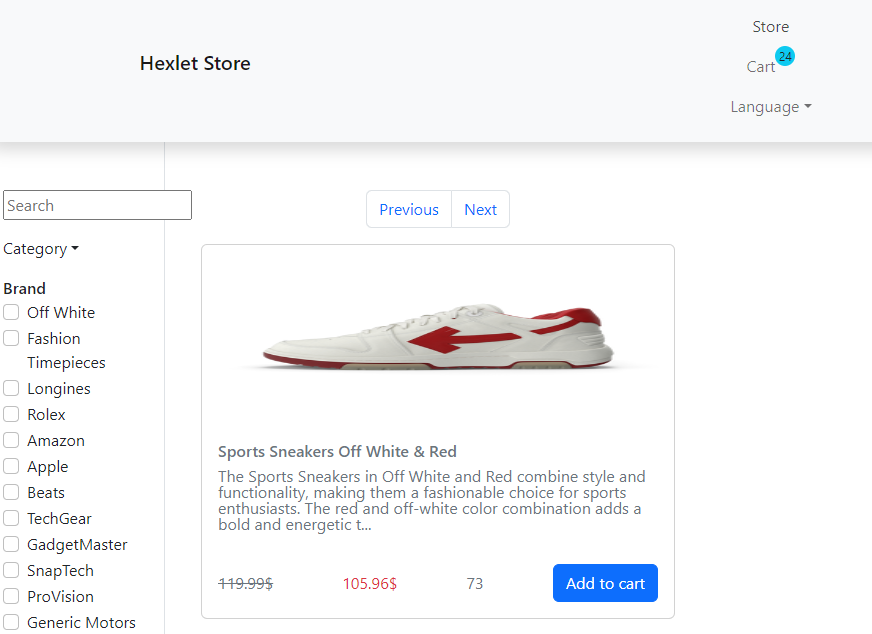 Store
Hexlet Store
Cart 24
Language
Search
Previous Next
Category
Brand
Off White
Fashion
Timepieces
Longines
Rolex
Amazon
Apple
Beats
TechGear
GadgetMaster
SnapTech
ProVision
Generic Motors
Sports Sneakers Off White & Red
The Sports Sneakers in Off White and Red combine style and
functionality, making them a fashionable choice for sports
enthusiasts. The red and off-white color combination adds a
bold and energetic t...
119.99$ 105.96$ 73 Add to cart